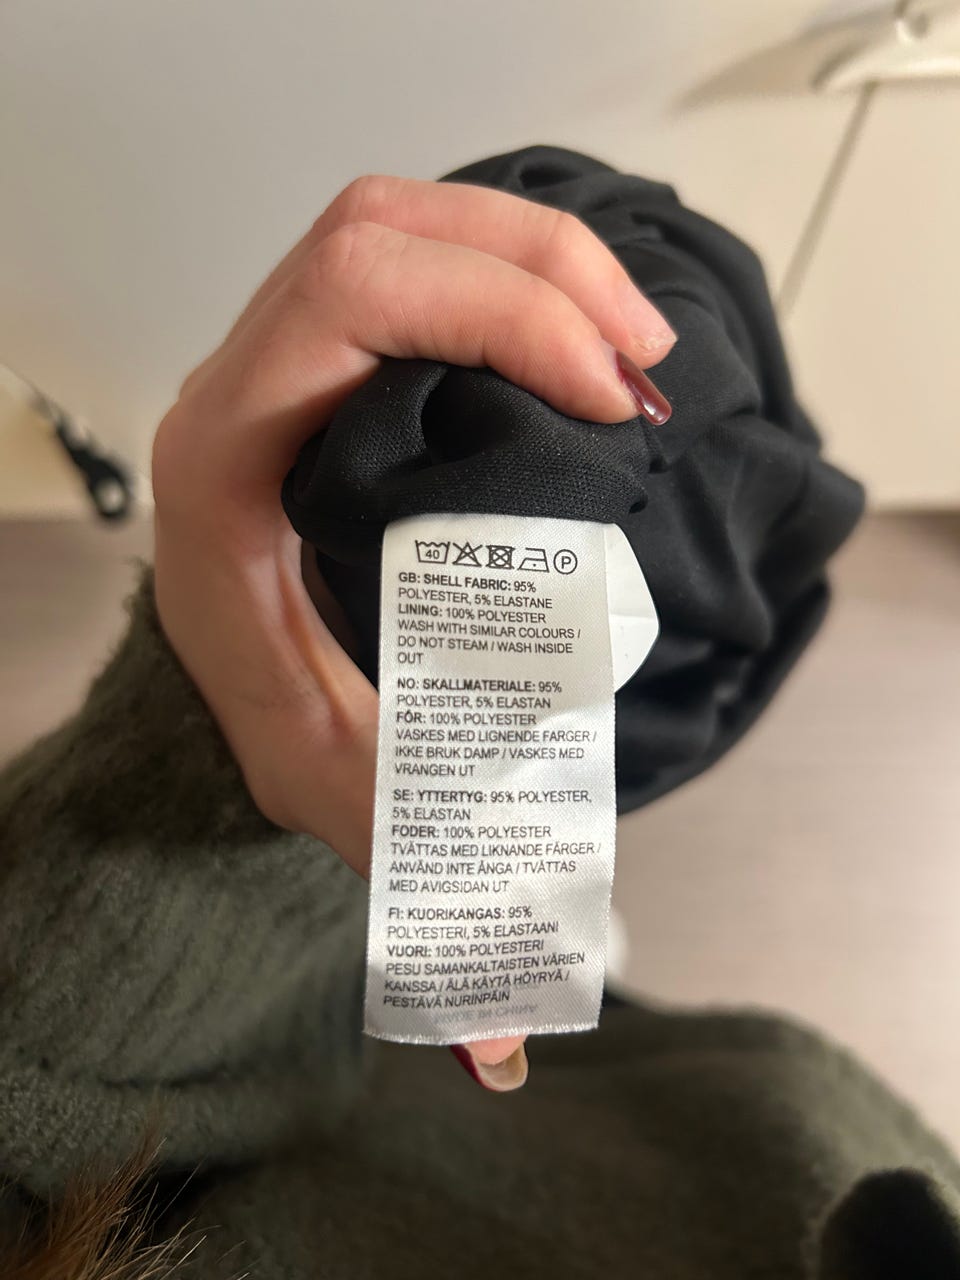 40 P
GB: SHELL FABRIC: 95%
POLYESTER, 5% ELASTANE
LINING: 100% POLYESTER
WASH WITH SIMILAR COLOURS /
DO NOT STEAM / WASH INSIDE
OUT
NO: SKALLMATERIALE: 95%
POLYESTER, 5% ELASTAN
FÔR: 100% POLYESTER
VASKES MED LIGNENDE FARGER /
IKKE BRUK DAMP / VASKES MED
VRANGEN UT
SE: YTTERTYG: 95% POLYESTER,
5% ELASTAN
FODER: 100% POLYESTER
TVÄTTAS MED LIKNANDE FÄRGER /
ANVÄND INTE ÅNGA / TVÄTTAS
MED AVIGSIDAN UT
FI: KUORIKANGAS: 95%
POLYESTERI, 5% ELASTAANI
VUORI: 100% POLYESTERI
PESU SAMANKALTAISTEN VÄRIEN
KANSSA / ÄLÄ KÄYTÄ HÖYRYÄ /
PESTÄVÄ NURINPÄIN
MADE IN CHINA